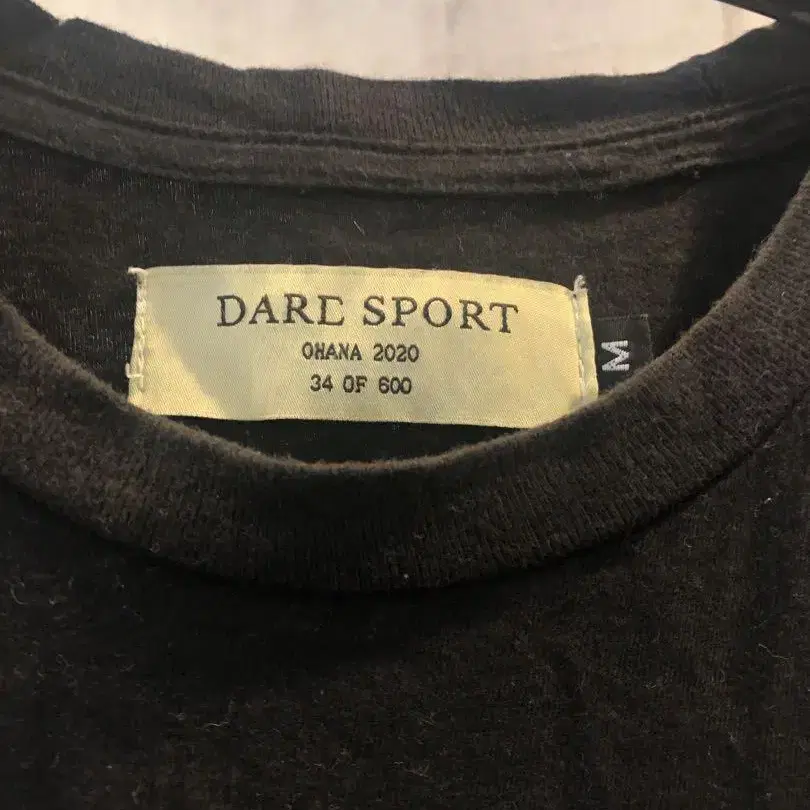 DARE SPORT
OHANA 2020
34 OF 600
M